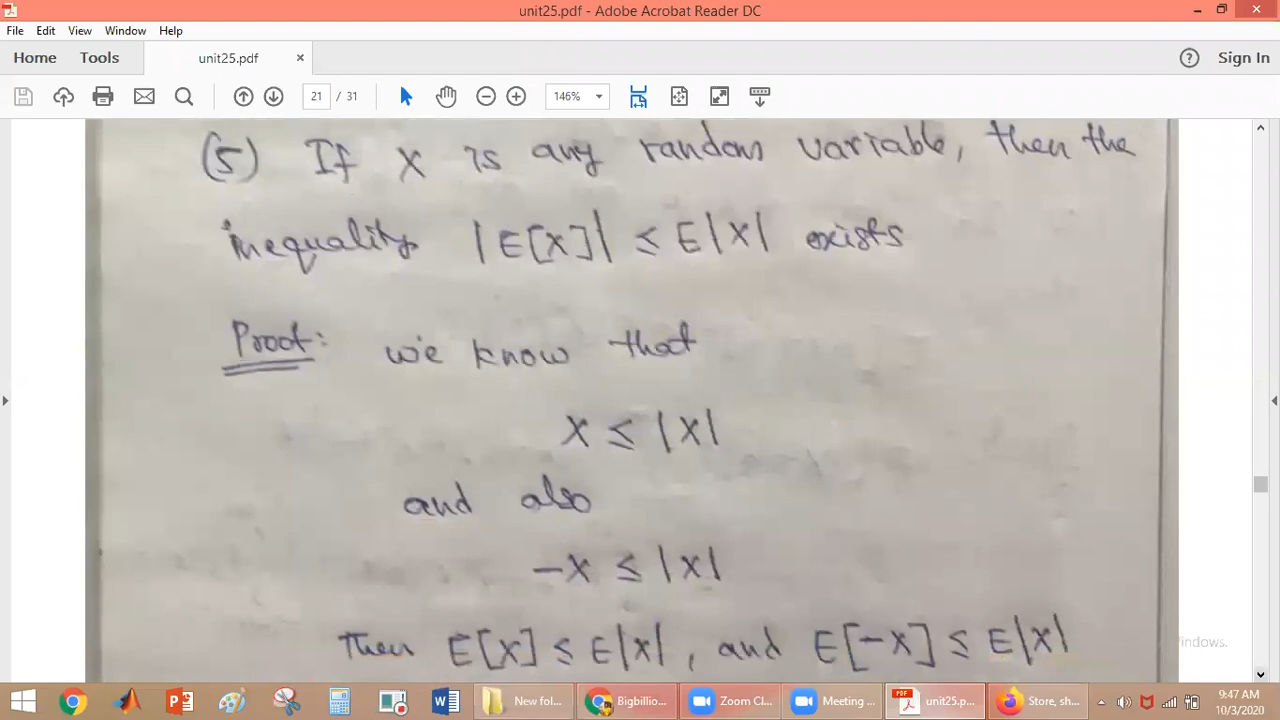 unit25.pdf - Adobe Acrobat Reader DC
File Edit View Window Help
Home Tools unit25.pdf × Sign In
21 / 31 146%
(5) If X is any random variable, then the
inequality |E[X]| ≤ E|X| exists
Proof: we know that
X ≤ |X|
and also
-X ≤ |X|
Then E[X] ≤ E|X|, and E[-X] ≤ E|X|
indows.
New fol... Bigbillio... Zoom Cl... Meeting ... unit25.p... Store, sh... 9:47 AM
10/3/2020